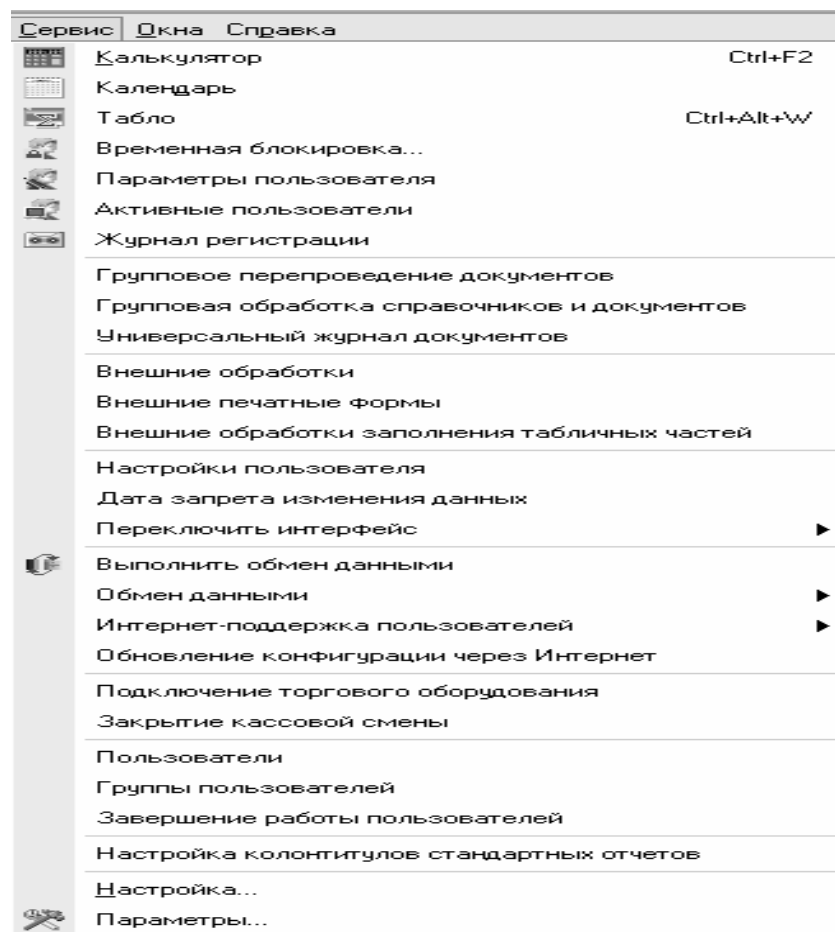 Сервис Окна Справка
Калькулятор Ctrl+F2
Календарь
Табло Ctrl+Alt+W
Временная блокировка...
Параметры пользователя
Активные пользователи
Журнал регистрации
Групповое перепроведение документов
Групповая обработка справочников и документов
Универсальный журнал документов
Внешние обработки
Внешние печатные формы
Внешние обработки заполнения табличных частей
Настройки пользователя
Дата запрета изменения данных
Переключить интерфейс
Выполнить обмен данными
Обмен данными
Интернет-поддержка пользователей
Обновление конфигурации через Интернет
Подключение торгового оборудования
Закрытие кассовой смены
Пользователи
Группы пользователей
Завершение работы пользователей
Настройка колонтитулов стандартных отчетов
Настройка...
Параметры...